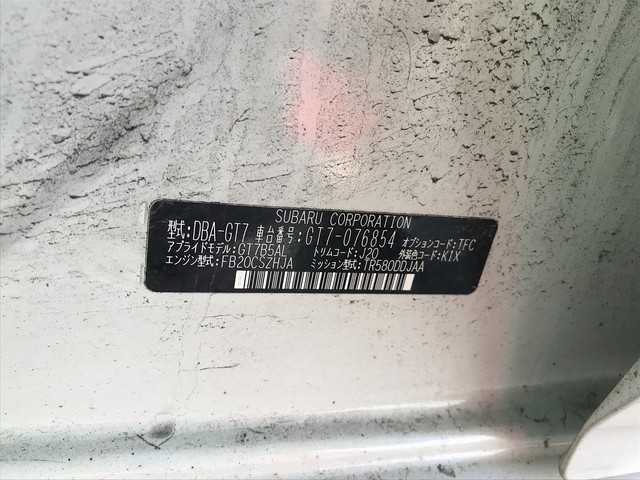 SUBARU CORPORATION
型式:DBA-GT7 車台番号:GT7-076854 オプションコード:TFC
アプライドモデル:GT7B5AL トリムコード:J20 外装色コード:K1X
エンジン型式:FB20CSZHJA ミッション型式:TR580DDJAA